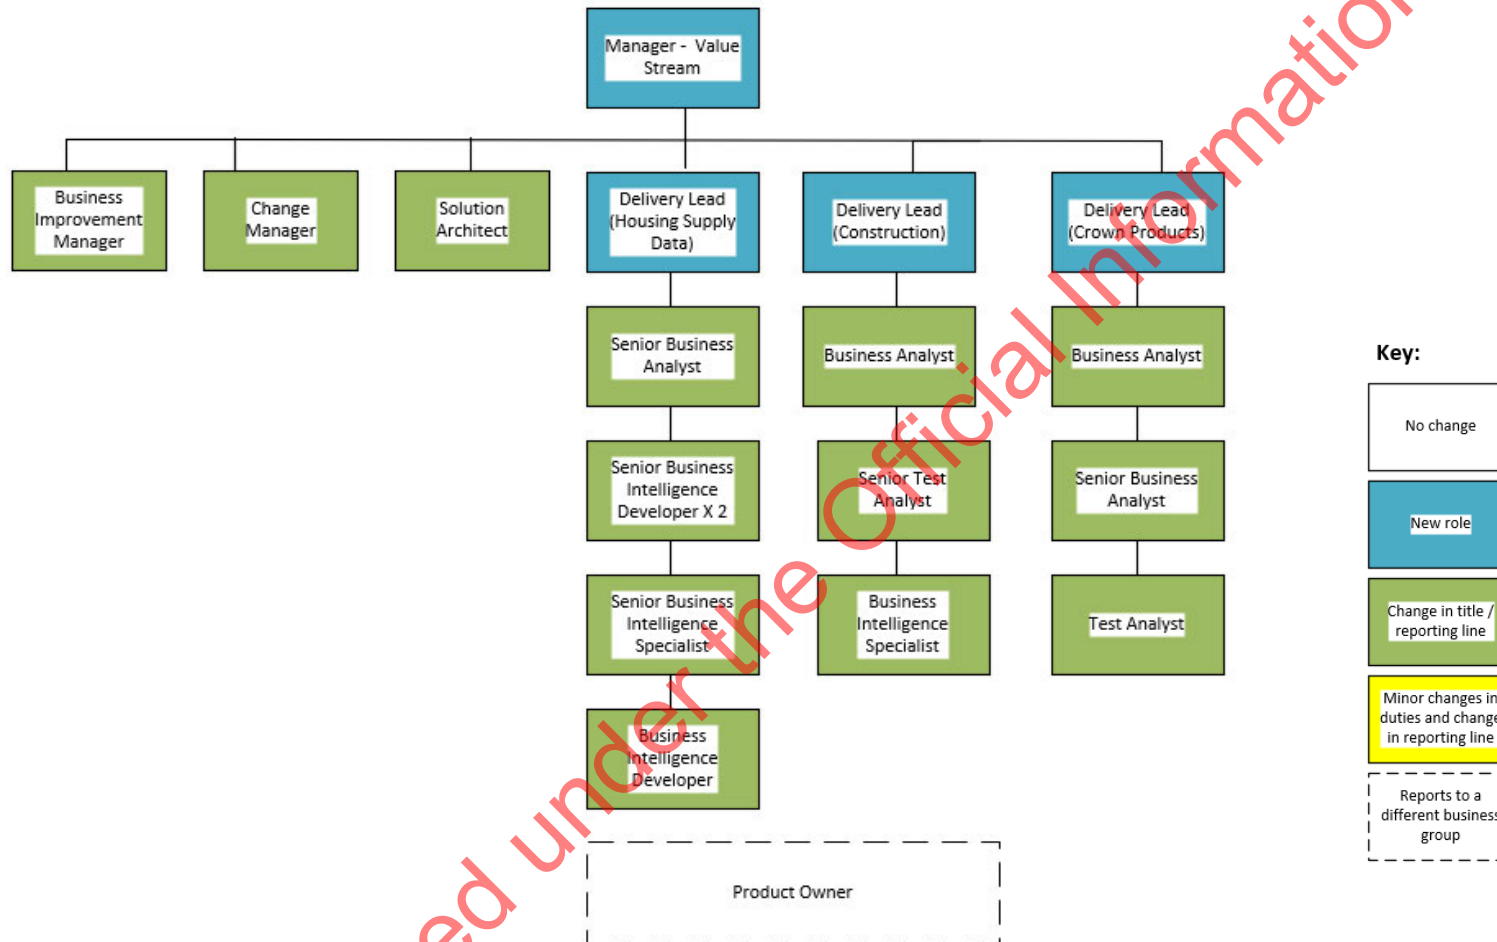 Manager - Value
Stream
Business
Improvement
Manager
Change
Manager
Solution
Architect
Delivery Lead
(Housing Supply
Data)
Delivery Lead
(Construction)
Delivery Lead
(Crown Products)
Senior Business
Analyst
Business Analyst
Business Analyst
Senior Business
Intelligence
Developer X 2
Senior Test
Analyst
Senior Business
Analyst
Senior Business
Intelligence
Specialist
Business
Intelligence
Specialist
Test Analyst
Business
Intelligence
Developer
Product Owner
Key:
No change
New role
Change in title /
reporting line
Minor changes in
duties and change
in reporting line
Reports to a
different business
group
ed under the Official Information